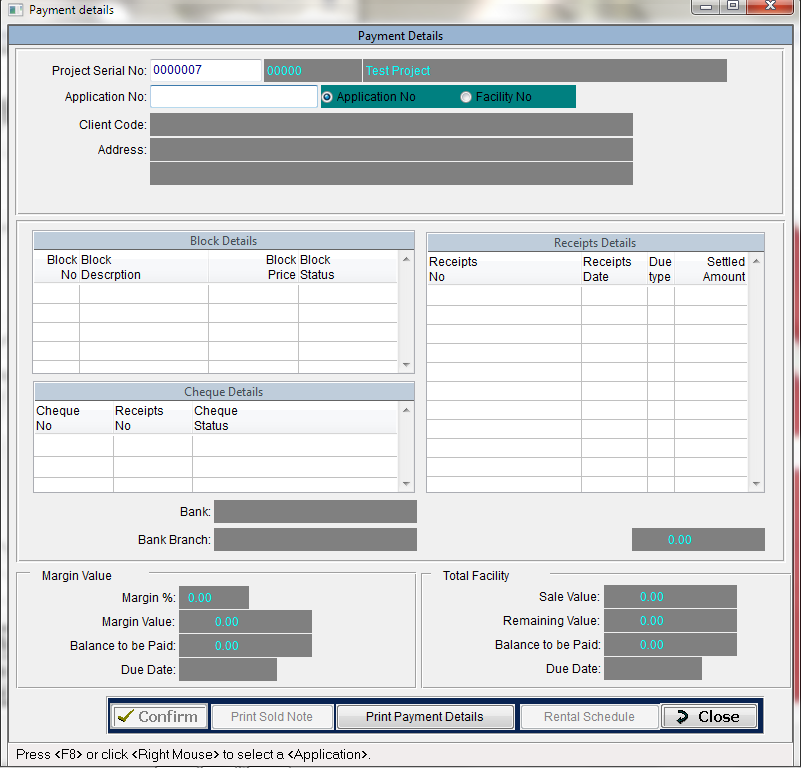 Payment details
Payment Details
Project Serial No: 0000007 00000 Test Project
Application No: Application No Facility No
Client Code:
Address:
Block Details
Block Block Block Block
No Descrption Price Status
Receipts Details
Receipts Receipts Due Settled
No Date type Amount
Cheque Details
Cheque Receipts Cheque
No No Status
Bank:
Bank Branch:
0.00
Margin Value
Margin %: 0.00
Margin Value: 0.00
Balance to be Paid: 0.00
Due Date:
Total Facility
Sale Value: 0.00
Remaining Value: 0.00
Balance to be Paid: 0.00
Due Date:
Confirm Print Sold Note Print Payment Details Rental Schedule Close
Press <F8> or click <Right Mouse> to select a <Application>.